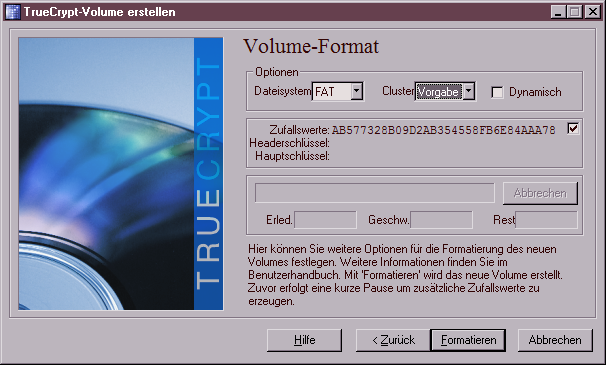 TrueCrypt-Volume erstellen
TRUECRYPT
Volume-Format
Optionen
Dateisystem FAT Cluster Vorgabe Dynamisch
Zufallswerte: AB577328B09D2AB354558FB6E84AAA78
Headerschlüssel:
Hauptschlüssel:
Abbrechen
Erled. Geschw. Rest
Hier können Sie weitere Optionen für die Formatierung des neuen
Volumes festlegen. Weitere Informationen finden Sie im
Benutzerhandbuch. Mit 'Formatieren' wird das neue Volume erstellt.
Zuvor erfolgt eine kurze Pause um zusätzliche Zufallswerte zu
erzeugen.
Hilfe < Zurück Formatieren Abbrechen